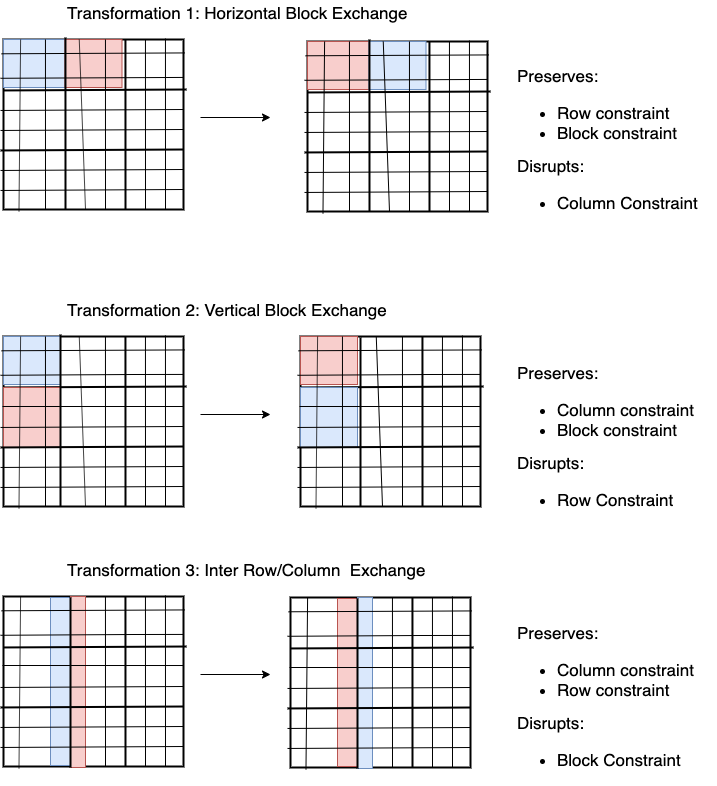 Transformation 1: Horizontal Block Exchange
Preserves:
• Row constraint
• Block constraint
Disrupts:
• Column Constraint
Transformation 2: Vertical Block Exchange
Preserves:
• Column constraint
• Block constraint
Disrupts:
• Row Constraint
Transformation 3: Inter Row/Column  Exchange
Preserves:
• Column constraint
• Row constraint
Disrupts:
• Block Constraint